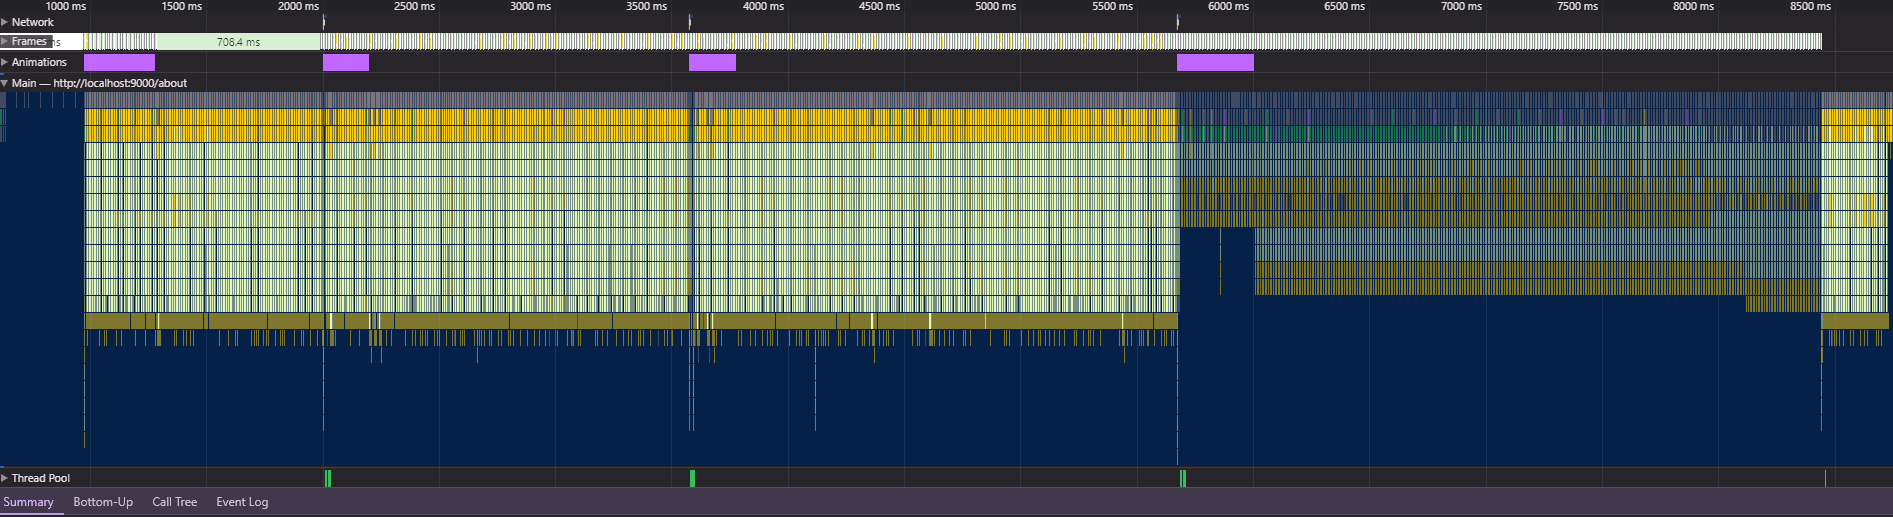 1000 ms 1500 ms 2000 ms 2500 ms 3000 ms 3500 ms 4000 ms 4500 ms 5000 ms 5500 ms 6000 ms 6500 ms 7000 ms 7500 ms 8000 ms 8500 ms
Network
Frames 708.4 ms
Animations
Main — http://localhost:9000/about
Thread Pool
Summary Bottom-Up Call Tree Event Log